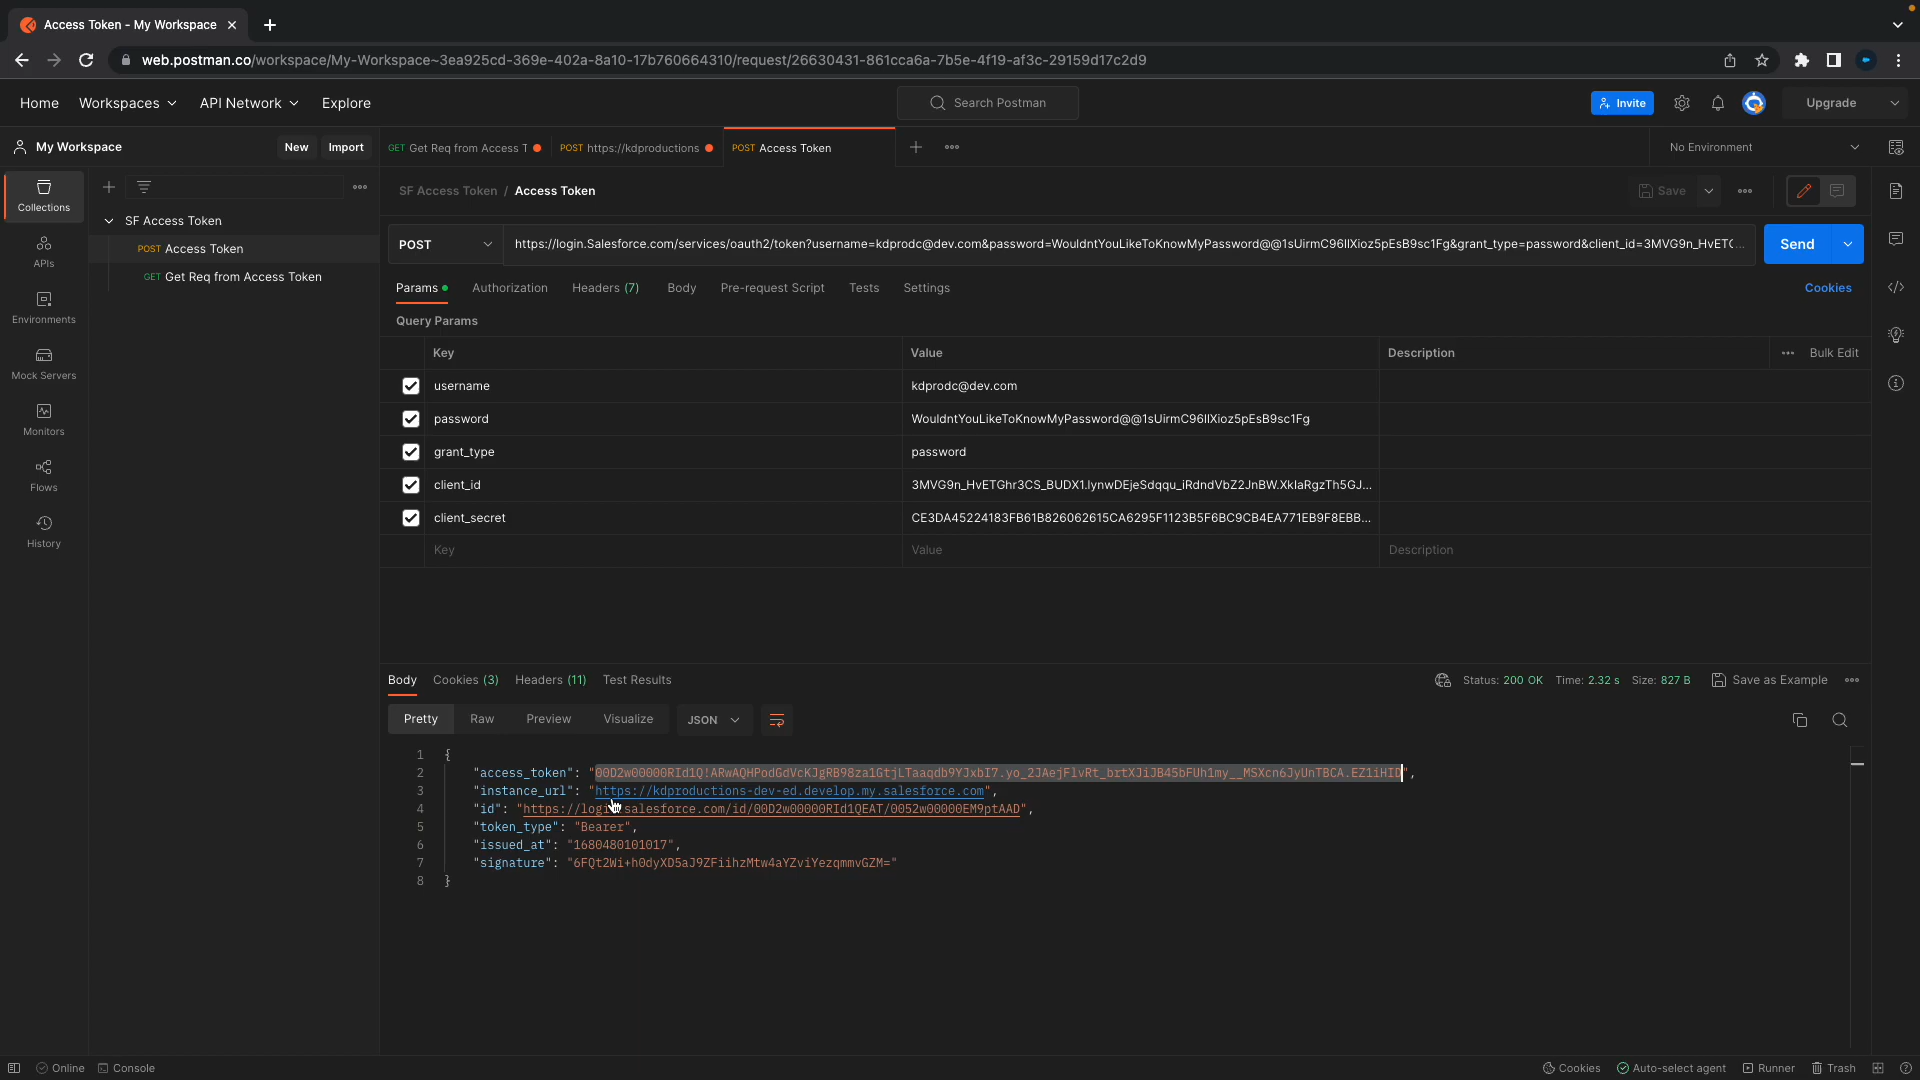 Access Token - My Workspace
web.postman.co/workspace/My-Workspace~3ea925cd-369e-402a-8a10-17b760664310/request/26630431-861cca6a-7b5e-4f19-af3c-29159d17c2d9
Home Workspaces API Network Explore Search Postman Invite Upgrade
My Workspace New Import GET Get Req from Access T POST https://kdproductions POST Access Token No Environment
SF Access Token / Access Token Save
Collections
SF Access Token
POST Access Token
GET Get Req from Access Token
APIs
Environments
Mock Servers
Monitors
Flows
History
POST https://login.Salesforce.com/services/oauth2/token?username=kdprodc@dev.com&password=WouldntYouLikeToKnowMyPassword@@1sUirmC96IIXioz5pEsB9sc1Fg&grant_type=password&client_id=3MVG9n_HvET(... Send
Params Authorization Headers (7) Body Pre-request Script Tests Settings Cookies
Query Params
Key Value Description Bulk Edit
username kdprodc@dev.com
password WouldntYouLikeToKnowMyPassword@@1sUirmC96IIXioz5pEsB9sc1Fg
grant_type password
client_id 3MVG9n_HvETGhr3CS_BUDX1.IynwDEjeSdqqu_iRdndVbZ2JnBW.XkIaRgzTh5GJ...
client_secret CE3DA45224183FB61B826062615CA6295F1123B5F6BC9CB4EA771EB9F8EBB...
Key Value Description
Body Cookies (3) Headers (11) Test Results Status: 200 OK Time: 2.32 s Size: 827 B Save as Example
Pretty Raw Preview Visualize JSON
1 {
2 "access_token": "00D2w00000RId1Q!ARwAQHPodGdVcKJgRB98za1GtjLTaaqdb9YJxbI7.yo_2JAejFlvRt_brtXJiJB45bFUh1my__MSXcn6JyUnTBCA.EZ1iHID",
3 "instance_url": "https://kdproductions-dev-ed.develop.my.salesforce.com",
4 "id": "https://login.salesforce.com/id/00D2w00000RId1QEAT/0052w00000EM9ptAAD",
5 "token_type": "Bearer",
6 "issued_at": "1680480101017",
7 "signature": "6FQt2Wi+h0dyXD5aJ9ZFiihzMtw4aYZviYezqmmvGZM="
8 }
Online Console Cookies Auto-select agent Runner Trash